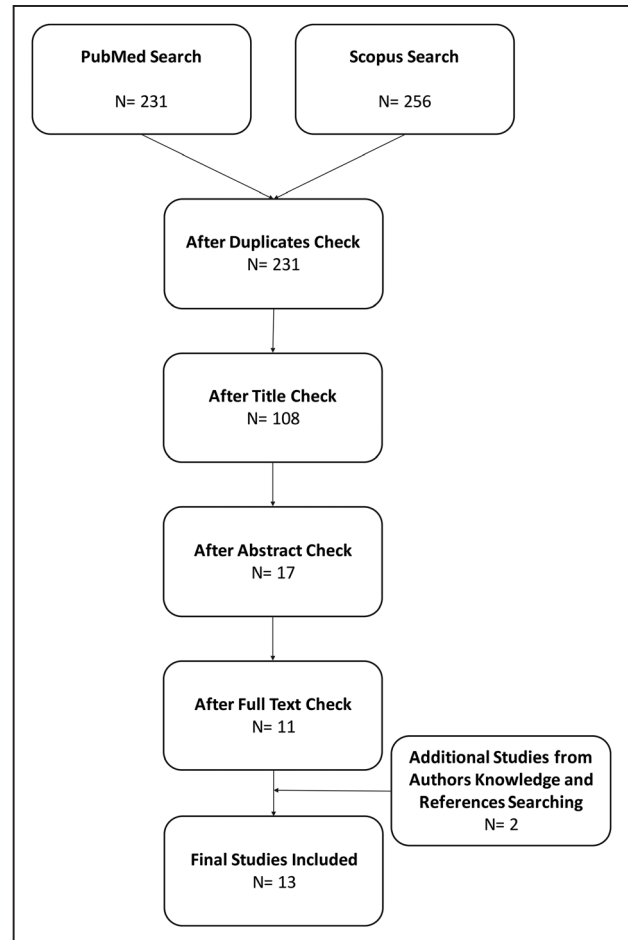 PubMed Search
N= 231
Scopus Search
N= 256
After Duplicates Check
N= 231
After Title Check
N= 108
After Abstract Check
N= 17
After Full Text Check
N= 11
Additional Studies from
Authors Knowledge and
References Searching
N= 2
Final Studies Included
N= 13